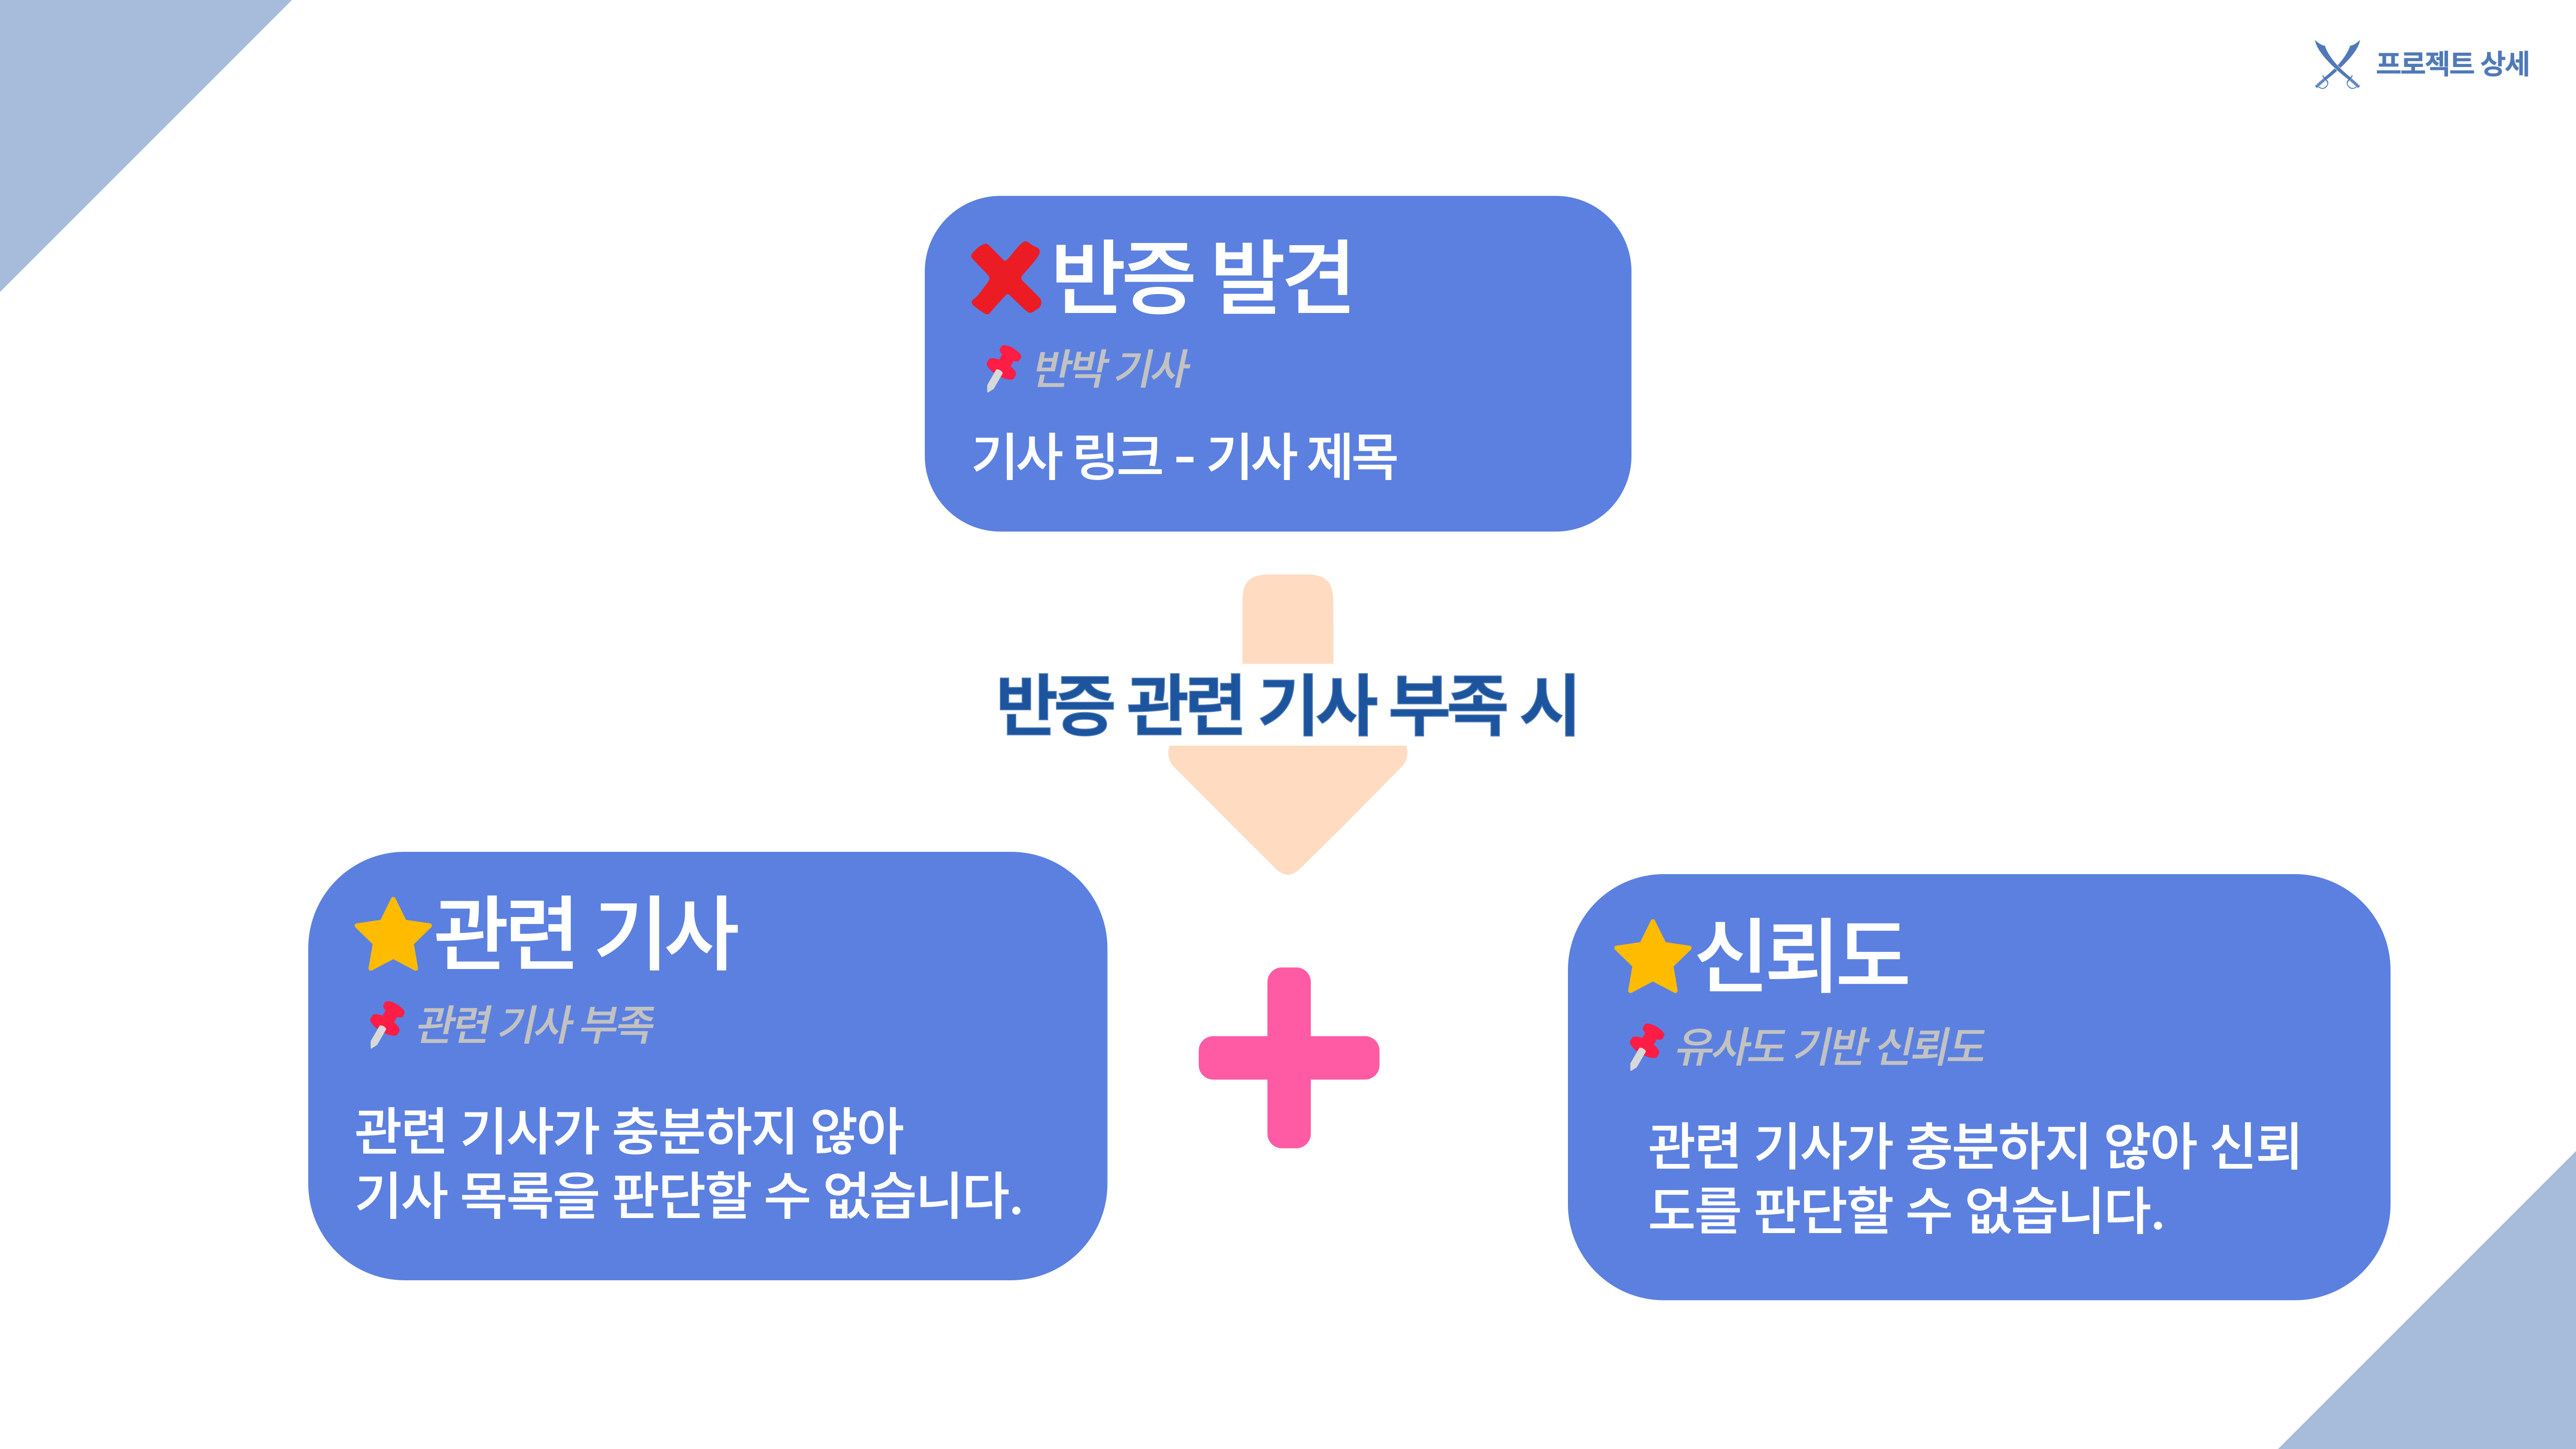 프로젝트 상세
반증 발견
반박 기사
기사 링크 - 기사 제목
반증 관련 기사 부족 시
관련 기사
관련 기사 부족
관련 기사가 충분하지 않아
기사 목록을 판단할 수 없습니다.
신뢰도
유사도 기반 신뢰도
관련 기사가 충분하지 않아 신뢰
도를 판단할 수 없습니다.